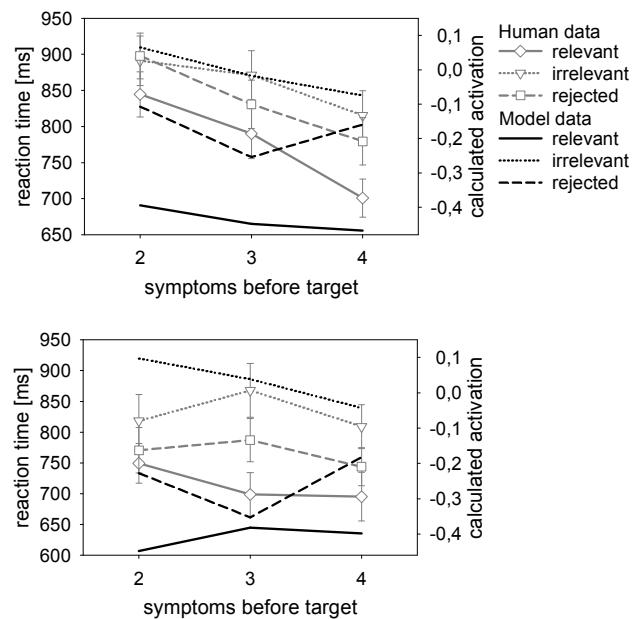 950
900
850
800
750
700
650
reaction time [ms]
0,1
0,0
-0,1
-0,2
-0,3
-0,4
calculated activation
2 3 4
symptoms before target
Human data
relevant
irrelevant
rejected
Model data
relevant
irrelevant
rejected
950
900
850
800
750
700
650
600
reaction time [ms]
0,1
0,0
-0,1
-0,2
-0,3
-0,4
calculated activation
2 3 4
symptoms before target